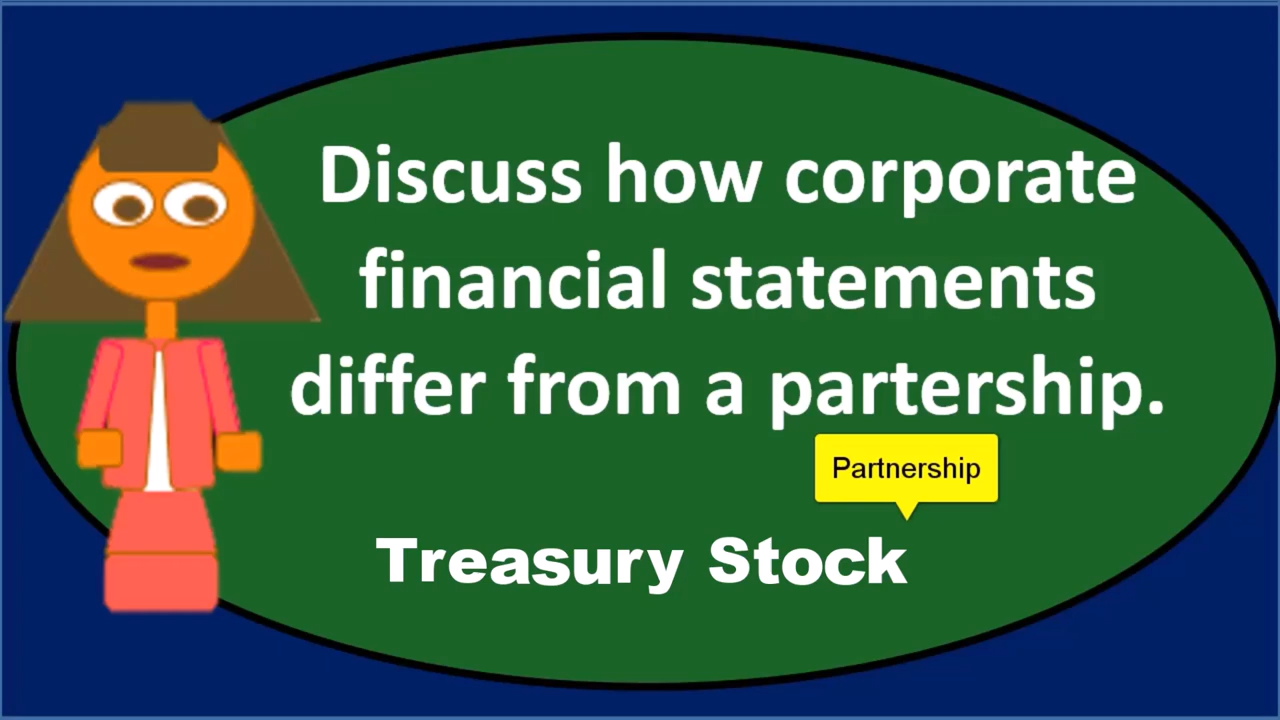 Discuss how corporate
financial statements
differ from a partership.
Partnership
Treasury Stock